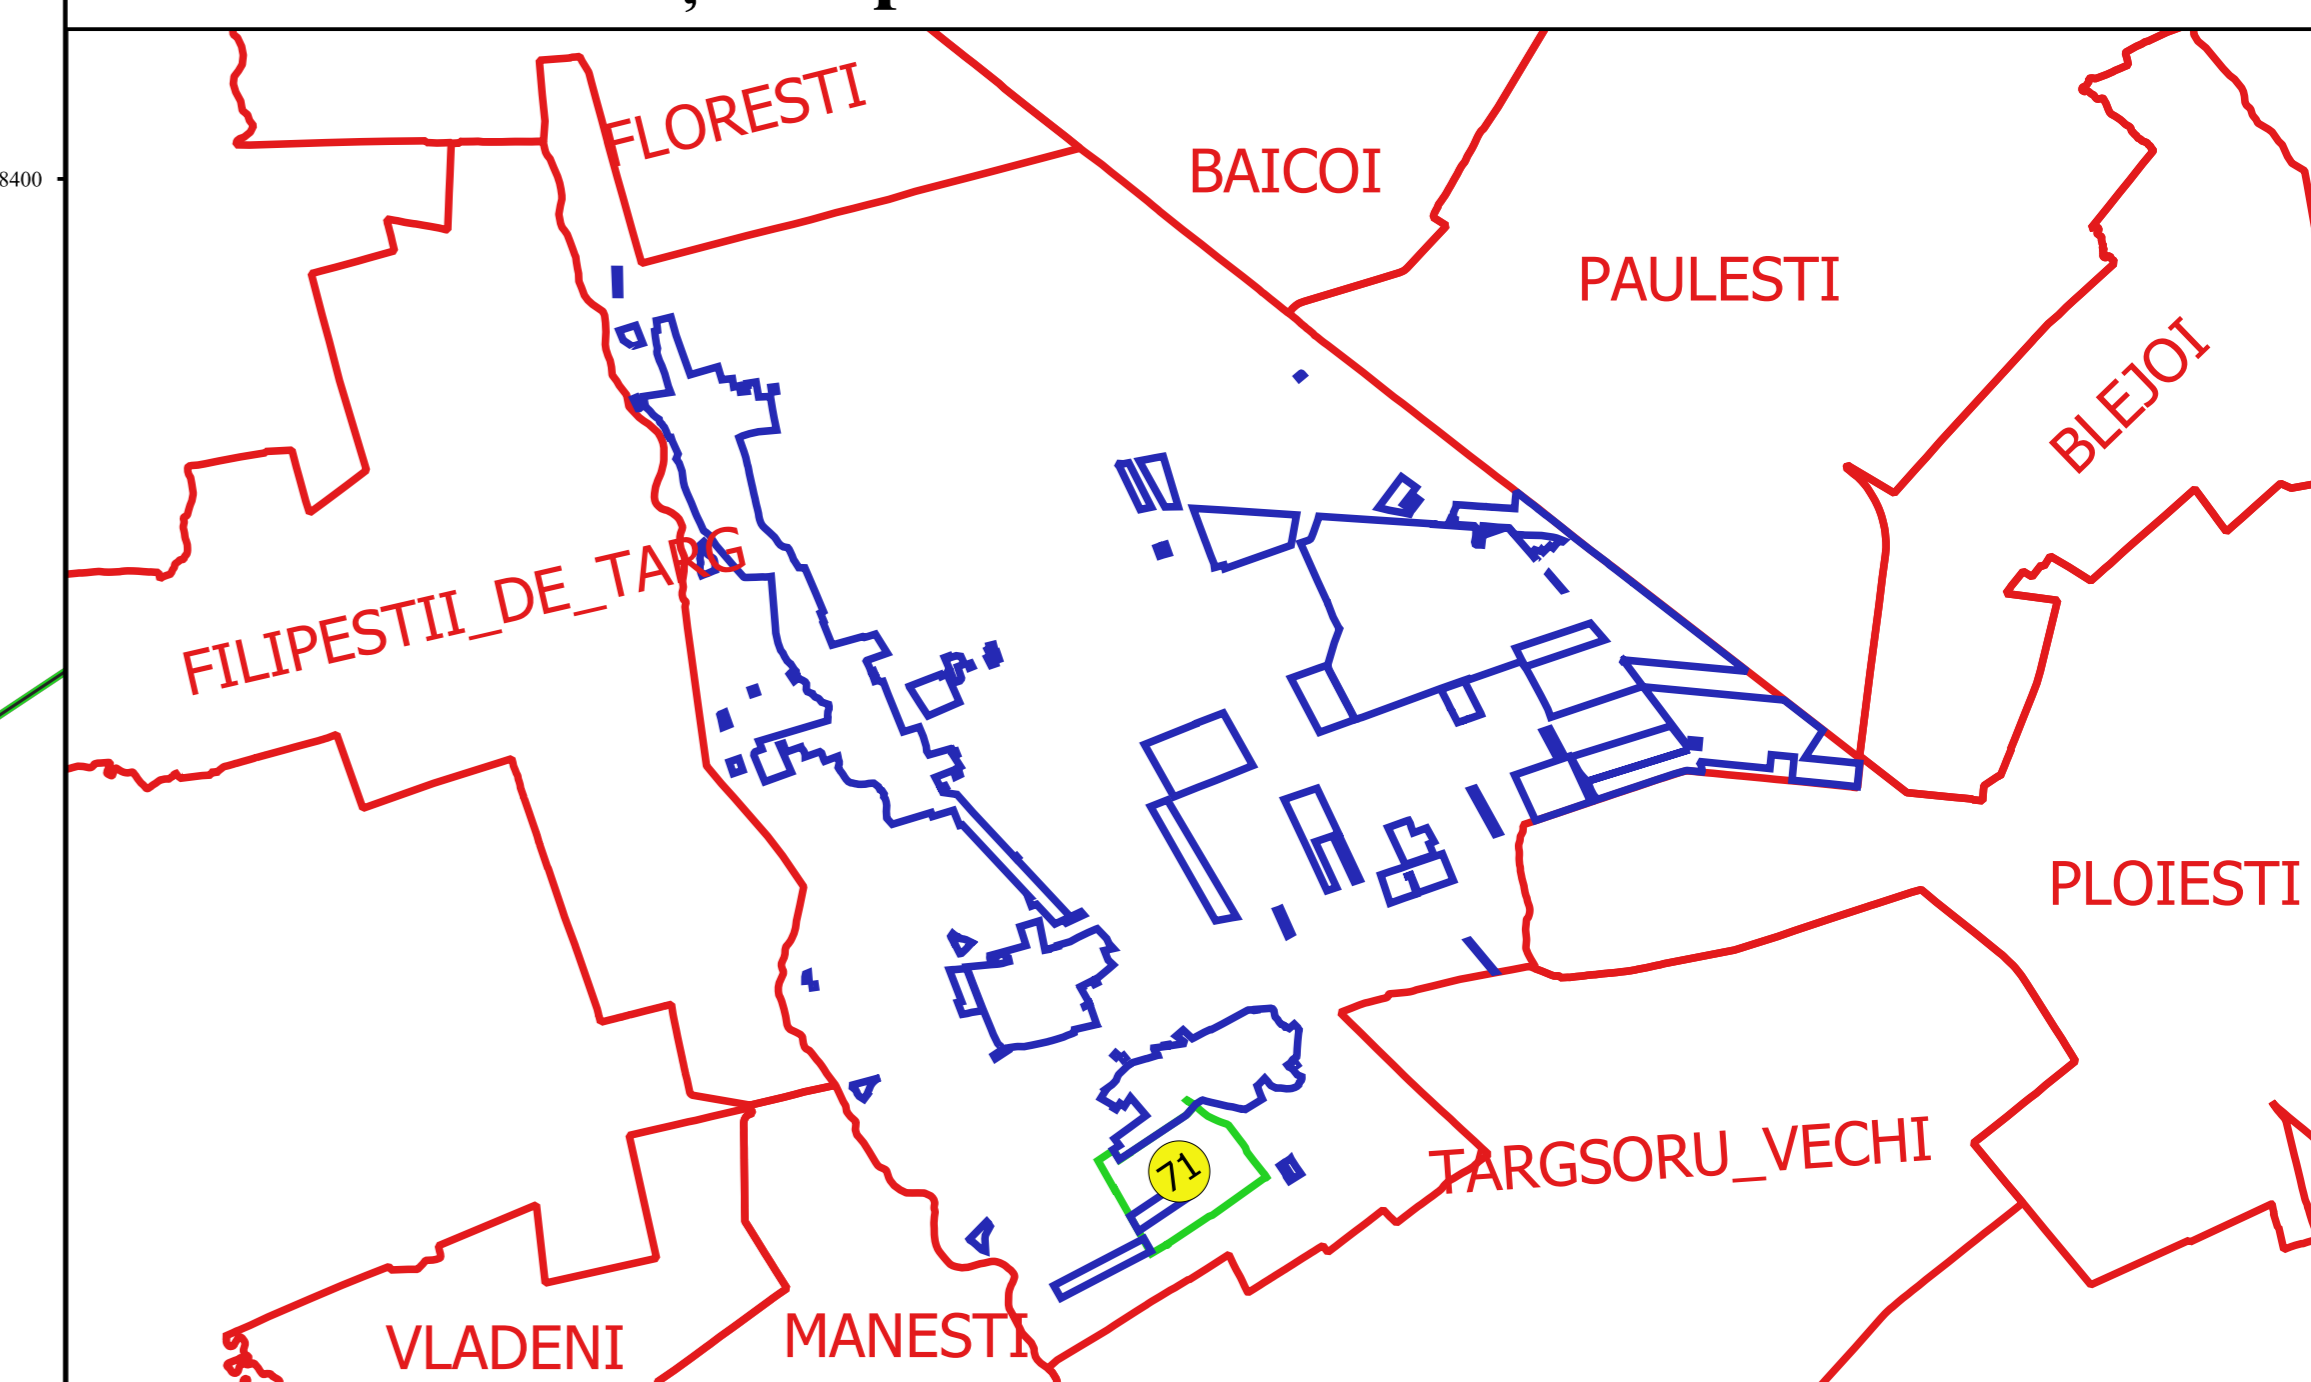 FLORESTI
BAICOI
8400
PAULESTI
BLEJOI
FILIPESTII_DE_TARG
PLOIESTI
TARGSORU_VECHI
71
MANESTI
VLADENI